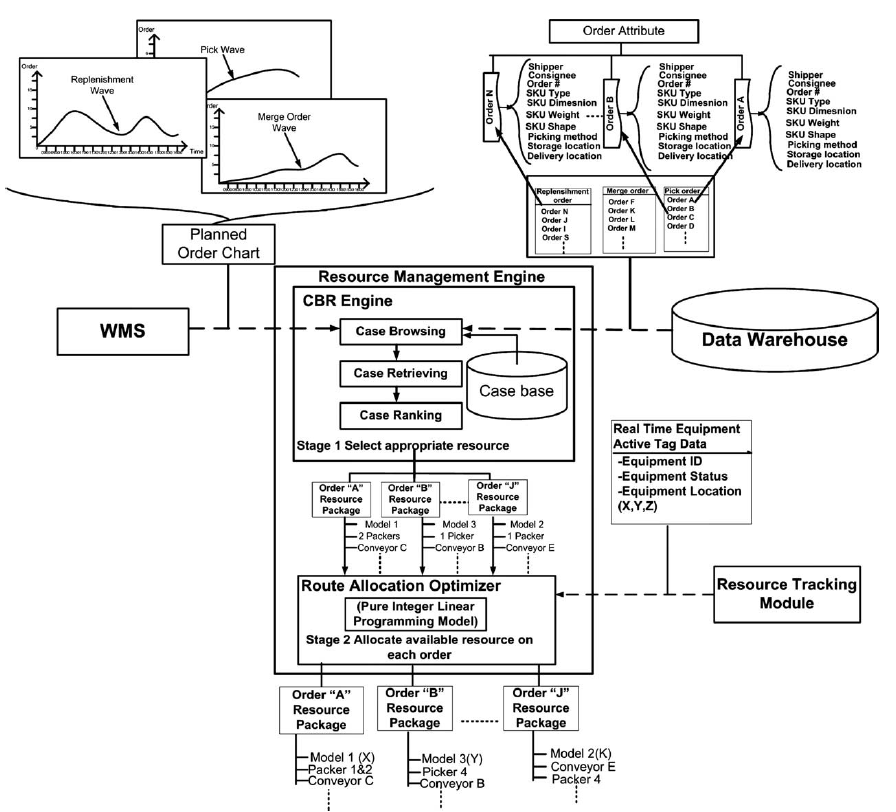 Order
Pick Wave
Order
Replenishment
Wave
Time
Order
Merge Order
Wave
Planned
Order Chart
Order Attribute
Order N
Shipper
Consignee
Order #
SKU Type
SKU Dimesnion
SKU Weight
SKU Shape
Picking method
Storage location
Delivery location
Order B
Shipper
Consignee
Order #
SKU Type
SKU Dimesnion
SKU Weight
SKU Shape
Picking method
Storage location
Delivery location
Order A
Shipper
Consignee
Order #
SKU Type
SKU Dimesnion
SKU Weight
SKU Shape
Picking method
Storage location
Delivery location
Replensihment
order
Order N
Order J
Order I
Order S
Merge order
Order F
Order K
Order L
Order M
Pick order
Order A
Order B
Order C
Order D
WMS
Data Warehouse
Resource Management Engine
CBR Engine
Case Browsing
Case Retrieving
Case Ranking
Case base
Stage 1 Select appropriate resource
Real Time Equipment
Active Tag Data
-Equipment ID
-Equipment Status
-Equipment Location
(X,Y,Z)
Order “A”
Resource
Package
Model 1
2 Packers
Conveyor C
Order “B”
Resource
Package
Model 3
1 Picker
Conveyor B
Order “J”
Resource
Package
Model 2
1 Packer
Conveyor E
Route Allocation Optimizer
(Pure Integer Linear
Programming Model)
Stage 2 Allocate available resource on
each order
Resource Tracking
Module
Order “A”
Resource
Package
Model 1 (X)
Packer 1&2
Conveyor C
Order “B”
Resource
Package
Model 3(Y)
Picker 4
Conveyor B
Order “J”
Resource
Package
Model 2(K)
Conveyor E
Packer 4